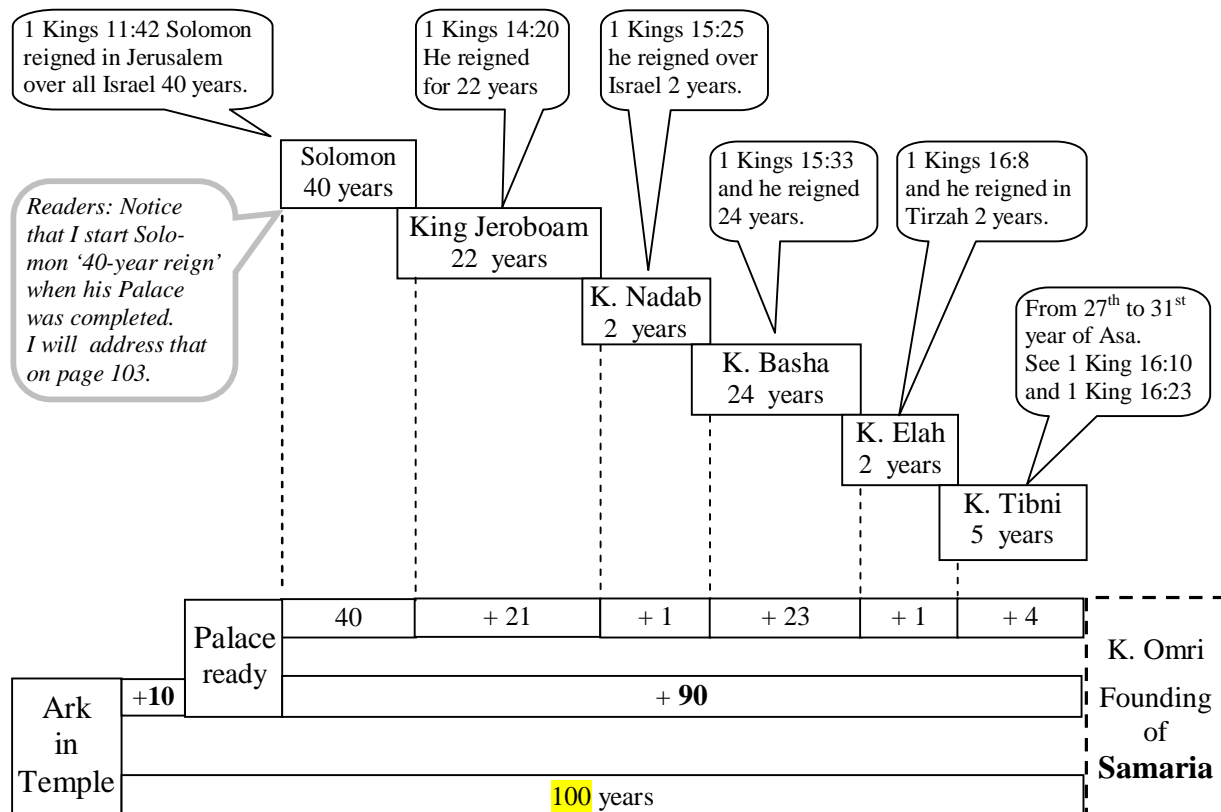 1 Kings 11:42 Solomon
reigned in Jerusalem
over all Israel 40 years.
1 Kings 14:20
He reigned
for 22 years
1 Kings 15:25
he reigned over
Israel 2 years.
Solomon
40 years
1 Kings 15:33
and he reigned
24 years.
1 Kings 16:8
and he reigned in
Tirzah 2 years.
Readers: Notice
that I start Solo-
mon ‘40-year reign’
when his Palace
was completed.
I will address that
on page 103.
King Jeroboam
22 years
K. Nadab
2 years
From 27th to 31st
year of Asa.
See 1 King 16:10
and 1 King 16:23
K. Basha
24 years
K. Elah
2 years
K. Tibni
5 years
Palace
ready
40
+ 21
+ 1
+ 23
+ 1
+ 4
K. Omri
Founding
of
Samaria
Ark
in
Temple
+10
+ 90
100 years